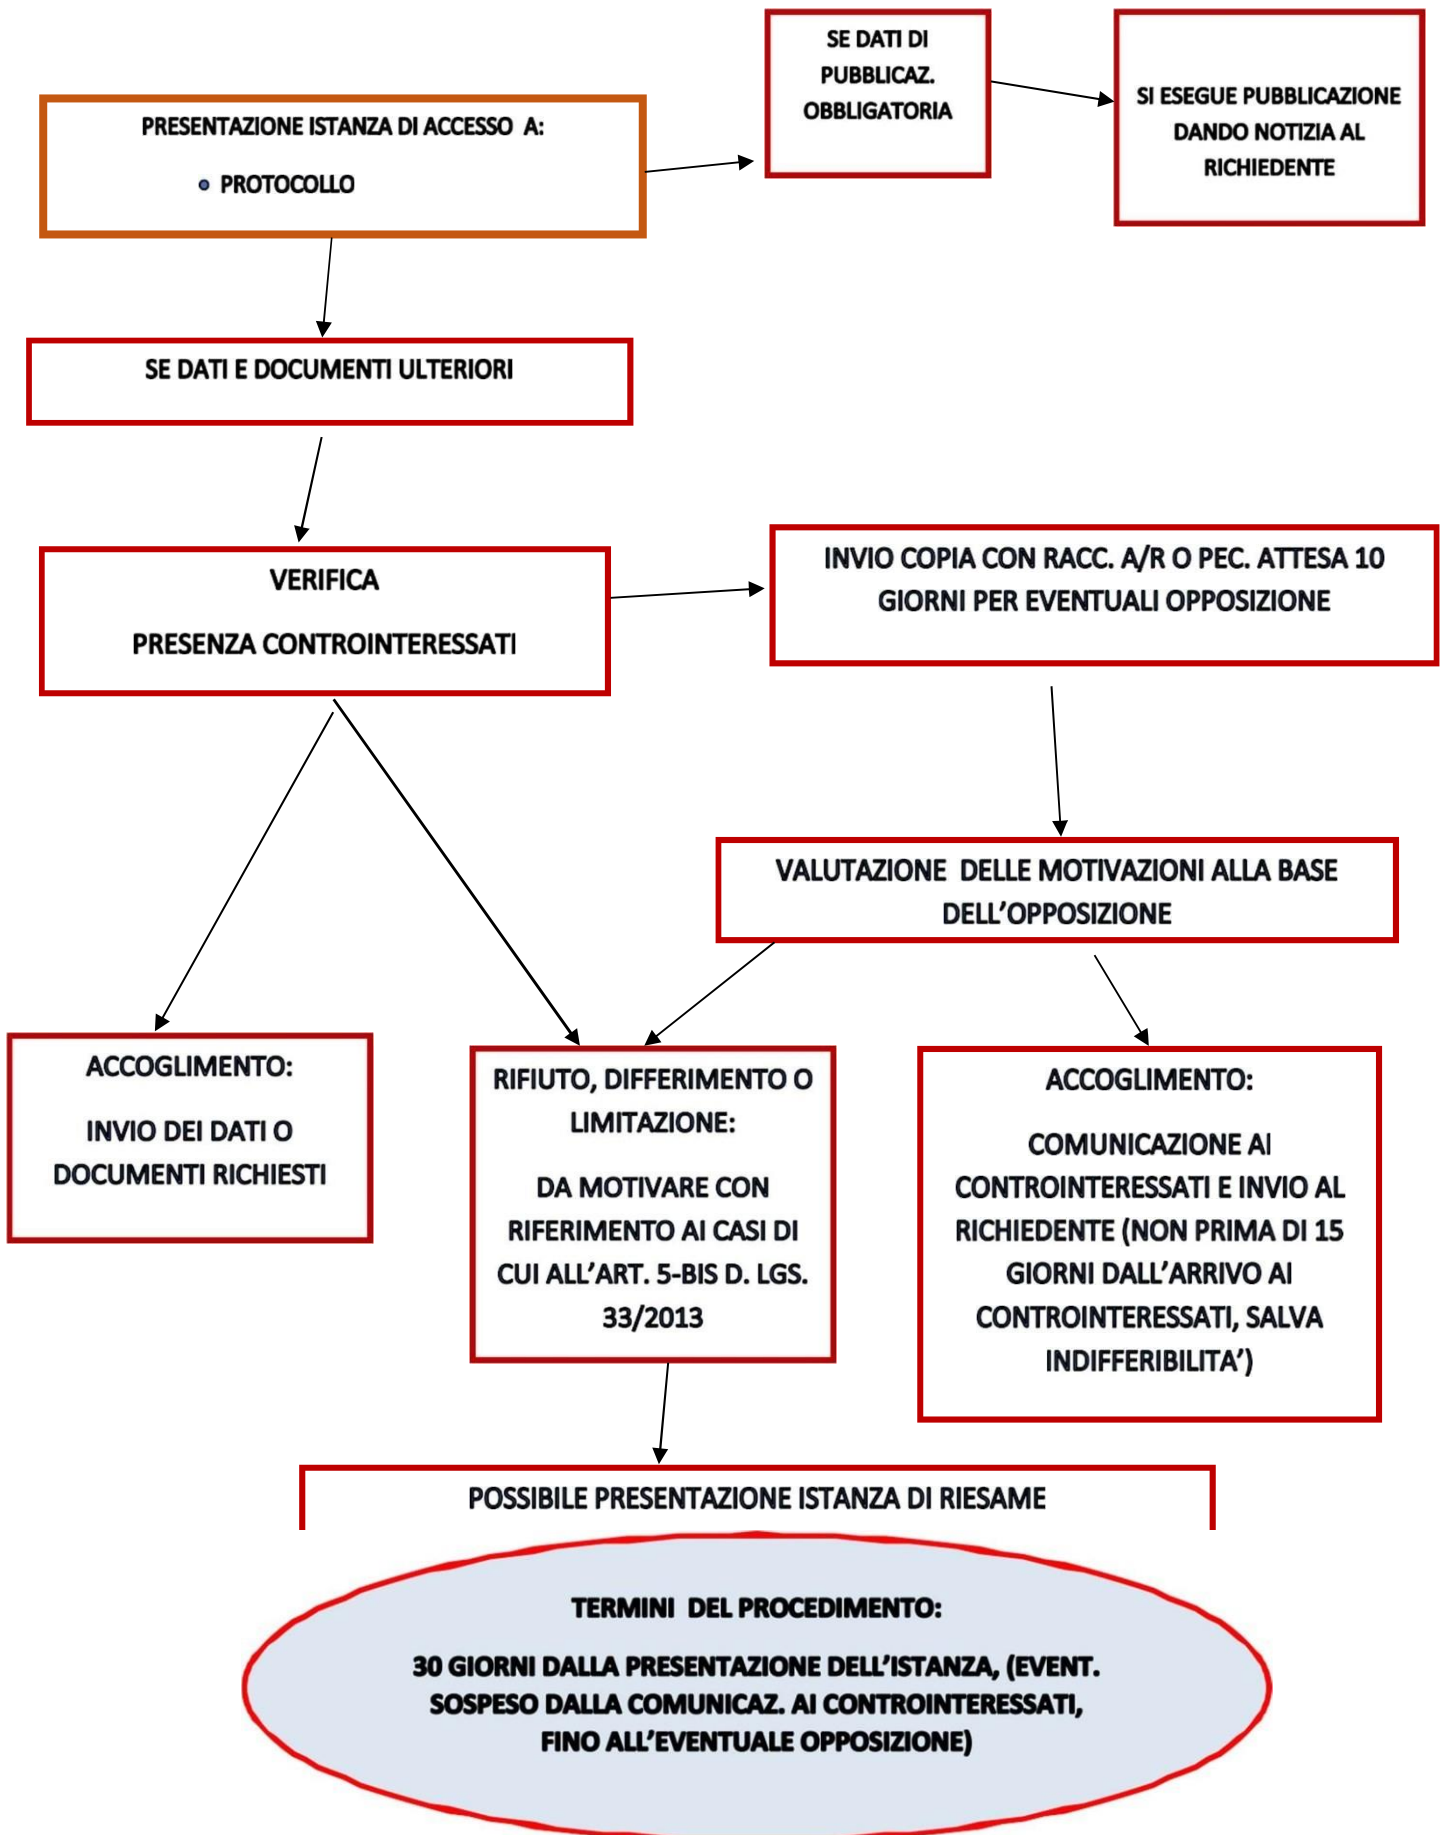 SE DATI DI
PUBBLICAZ.
OBBLIGATORIA
SI ESEGUE PUBBLICAZIONE
DANDO NOTIZIA AL
RICHIEDENTE
PRESENTAZIONE ISTANZA DI ACCESSO A:
• PROTOCOLLO
SE DATI E DOCUMENTI ULTERIORI
VERIFICA
PRESENZA CONTROINTERESSATI
INVIO COPIA CON RACC. A/R O PEC. ATTESA 10
GIORNI PER EVENTUALI OPPOSIZIONE
VALUTAZIONE DELLE MOTIVAZIONI ALLA BASE
DELL’OPPOSIZIONE
ACCOGLIMENTO:
INVIO DEI DATI O
DOCUMENTI RICHIESTI
RIFIUTO, DIFFERIMENTO O
LIMITAZIONE:
DA MOTIVARE CON
RIFERIMENTO AI CASI DI
CUI ALL’ART. 5-BIS D. LGS.
33/2013
ACCOGLIMENTO:
COMUNICAZIONE AI
CONTROINTERESSATI E INVIO AL
RICHIEDENTE (NON PRIMA DI 15
GIORNI DALL’ARRIVO AI
CONTROINTERESSATI, SALVA
INDIFFERIBILITA’)
POSSIBILE PRESENTAZIONE ISTANZA DI RIESAME
TERMINI DEL PROCEDIMENTO:
30 GIORNI DALLA PRESENTAZIONE DELL’ISTANZA, (EVENT.
SOSPESO DALLA COMUNICAZ. AI CONTROINTERESSATI,
FINO ALL’EVENTUALE OPPOSIZIONE)